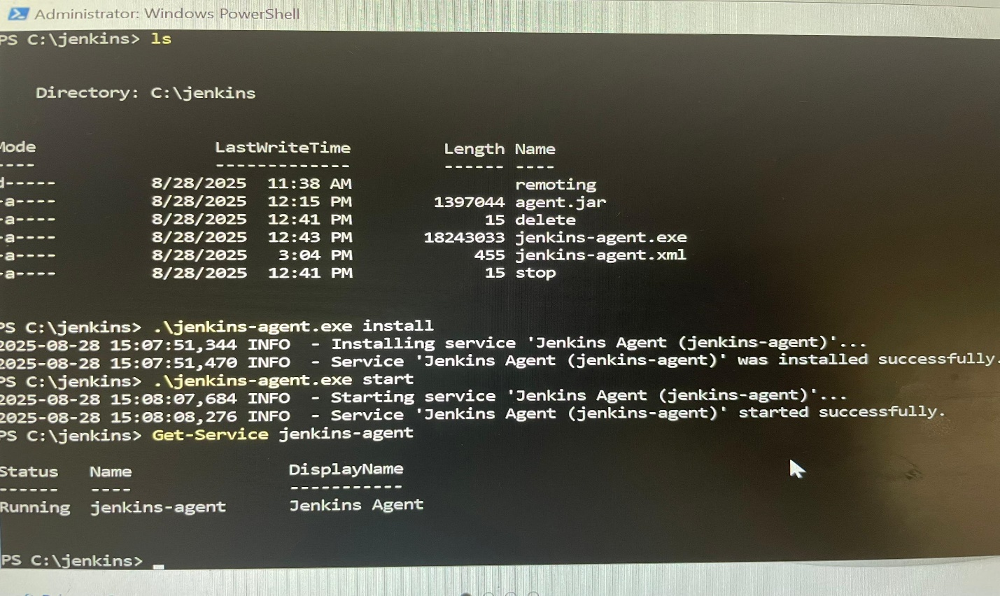 Administrator: Windows PowerShell
PS C:\jenkins> ls
Directory: C:\jenkins
Mode LastWriteTime Length Name
---- ------------- ------ ----
d----- 8/28/2025 11:38 AM remoting
-a---- 8/28/2025 12:15 PM 1397044 agent.jar
-a---- 8/28/2025 12:41 PM 15 delete
-a---- 8/28/2025 12:43 PM 18243033 jenkins-agent.exe
-a---- 8/28/2025 3:04 PM 455 jenkins-agent.xml
-a---- 8/28/2025 12:41 PM 15 stop
PS C:\jenkins> .\jenkins-agent.exe install
2025-08-28 15:07:51,344 INFO - Installing service 'Jenkins Agent (jenkins-agent)'...
2025-08-28 15:07:51,470 INFO - Service 'Jenkins Agent (jenkins-agent)' was installed successfully.
PS C:\jenkins> .\jenkins-agent.exe start
2025-08-28 15:08:07,684 INFO - Starting service 'Jenkins Agent (jenkins-agent)'...
2025-08-28 15:08:08,276 INFO - Service 'Jenkins Agent (jenkins-agent)' started successfully.
PS C:\jenkins> Get-Service jenkins-agent
Status Name DisplayName
------ ---- -----------
Running jenkins-agent Jenkins Agent
PS C:\jenkins>